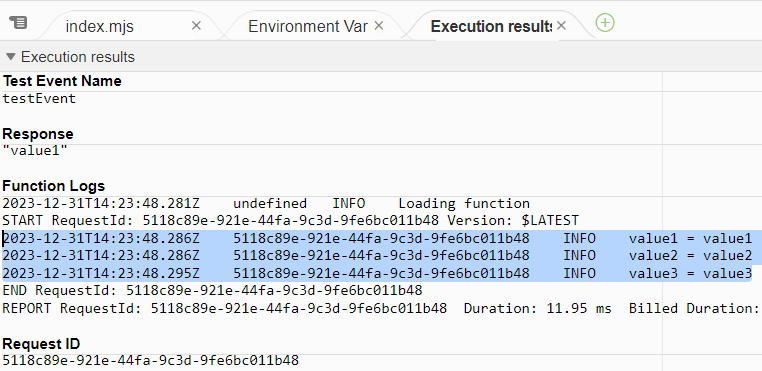 index.mjs
Environment Var
Execution results
Execution results
Test Event Name
testEvent
Response
"value1"
Function Logs
2023-12-31T14:23:48.281Z undefined INFO Loading function
START RequestId: 5118c89e-921e-44fa-9c3d-9fe6bc011b48 Version: $LATEST
2023-12-31T14:23:48.286Z 5118c89e-921e-44fa-9c3d-9fe6bc011b48 INFO value1 = value1
2023-12-31T14:23:48.286Z 5118c89e-921e-44fa-9c3d-9fe6bc011b48 INFO value2 = value2
2023-12-31T14:23:48.295Z 5118c89e-921e-44fa-9c3d-9fe6bc011b48 INFO value3 = value3
END RequestId: 5118c89e-921e-44fa-9c3d-9fe6bc011b48
REPORT RequestId: 5118c89e-921e-44fa-9c3d-9fe6bc011b48 Duration: 11.95 ms Billed Duration:
Request ID
5118c89e-921e-44fa-9c3d-9fe6bc011b48